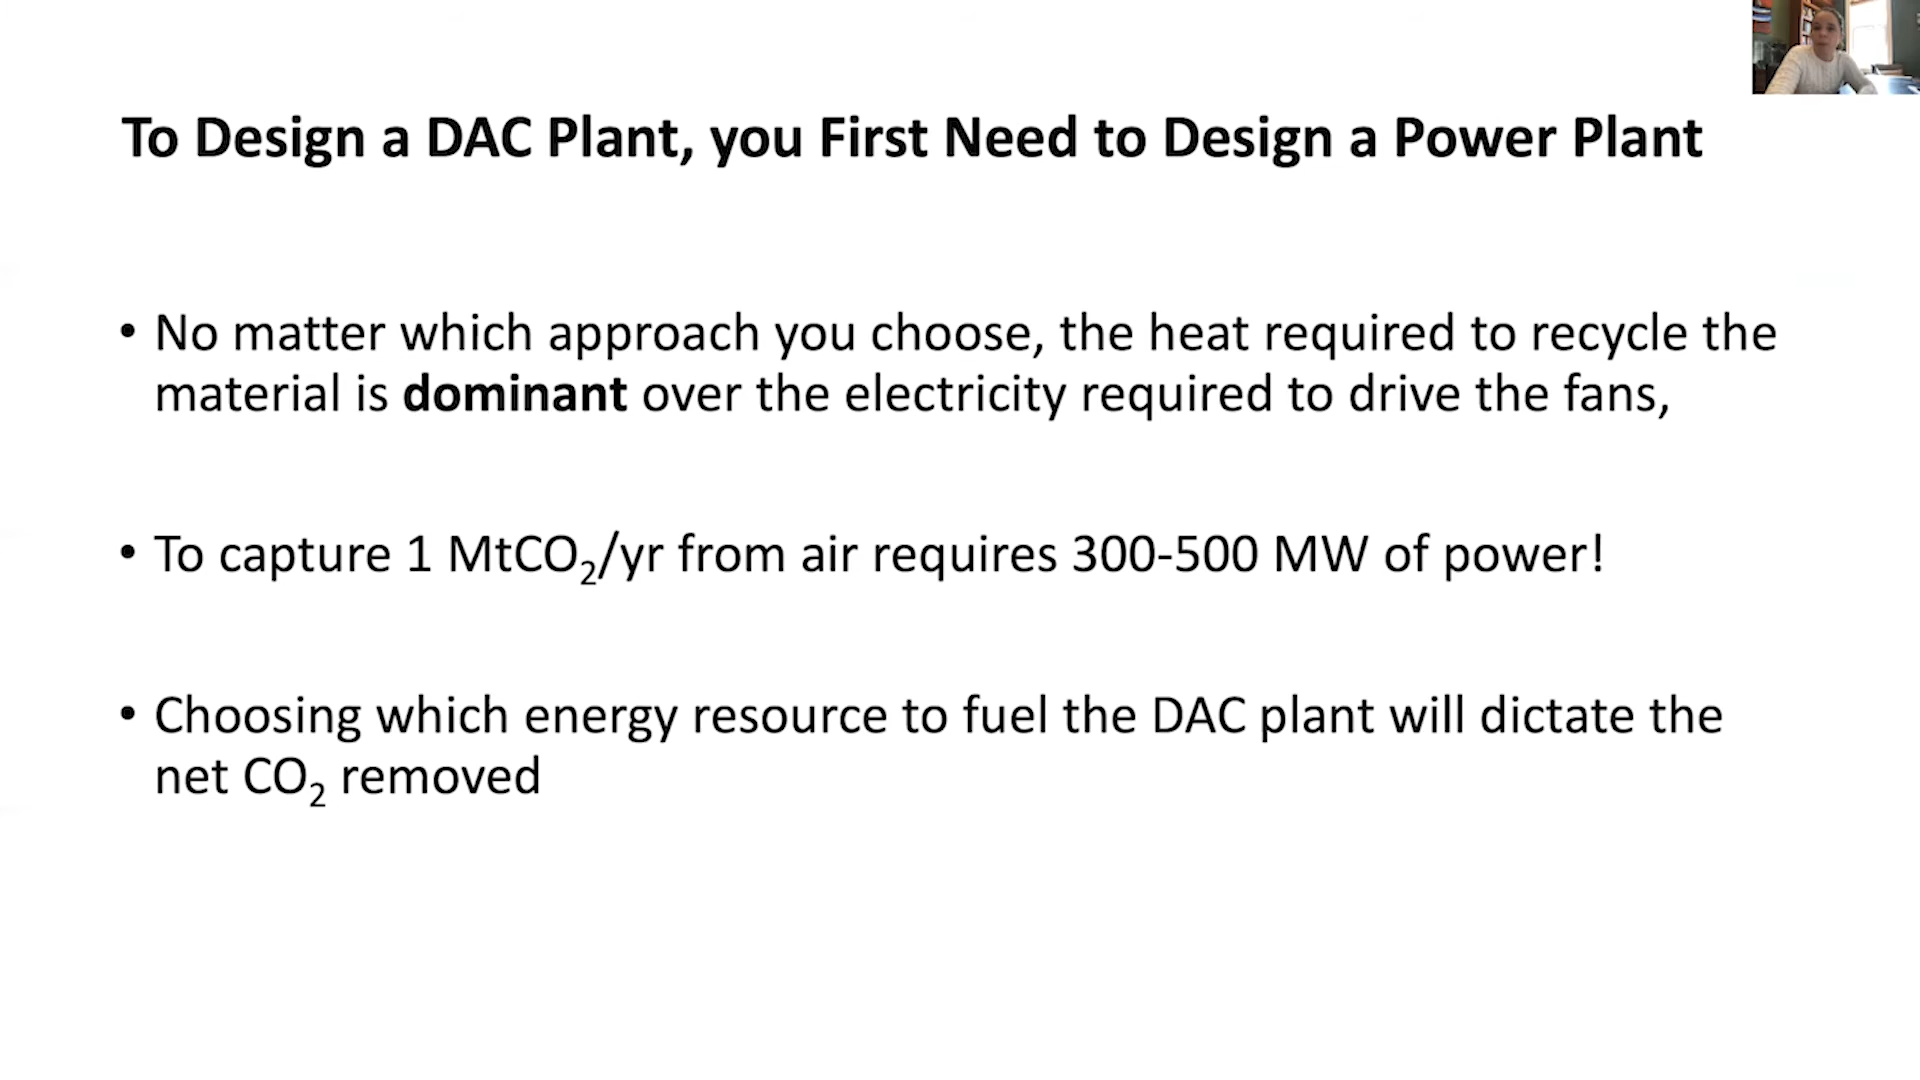 To Design a DAC Plant, you First Need to Design a Power Plant
• No matter which approach you choose, the heat required to recycle the
material is dominant over the electricity required to drive the fans,
• To capture 1 MtCO₂/yr from air requires 300-500 MW of power!
• Choosing which energy resource to fuel the DAC plant will dictate the
net CO₂ removed